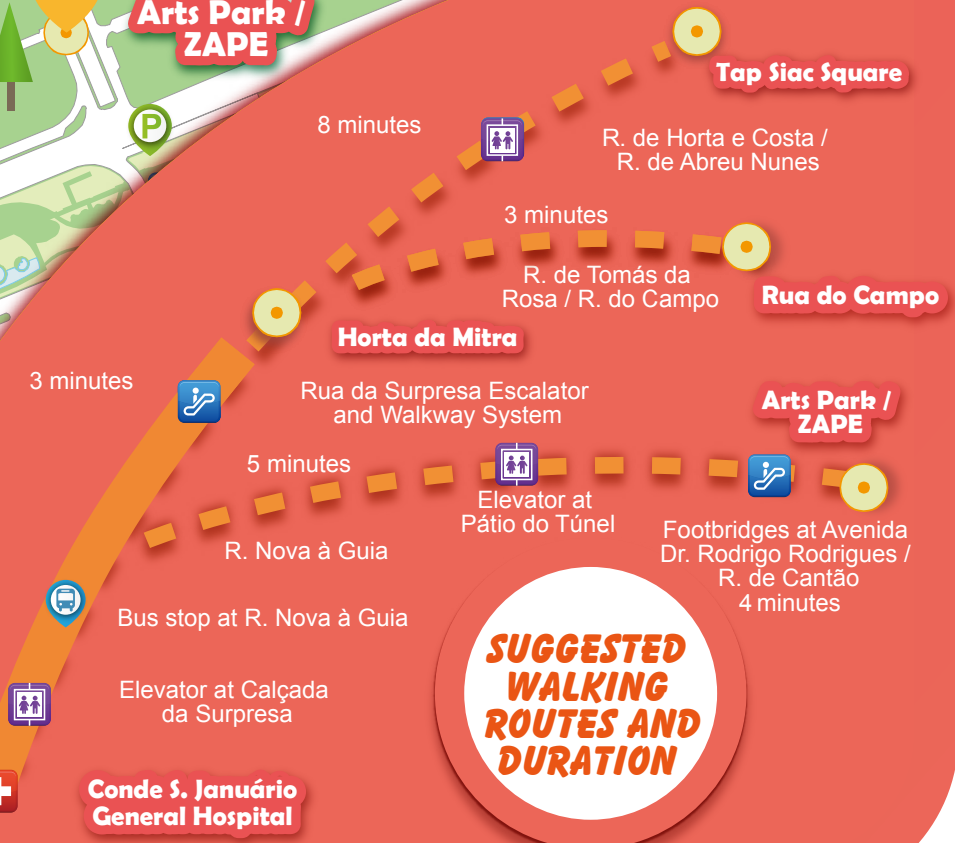 Arts Park /
ZAPE
P
Tap Siac Square
8 minutes
R. de Horta e Costa /
R. de Abreu Nunes
3 minutes
R. de Tomás da
Rosa / R. do Campo
Rua do Campo
Horta da Mitra
3 minutes
Rua da Surpresa Escalator
and Walkway System
Arts Park /
ZAPE
5 minutes
Elevator at
Pátio do Túnel
R. Nova à Guia
Footbridges at Avenida
Dr. Rodrigo Rodrigues /
R. de Cantão
4 minutes
Bus stop at R. Nova à Guia
Elevator at Calçada
da Surpresa
SUGGESTED
WALKING
ROUTES AND
DURATION
Conde S. Januário
General Hospital